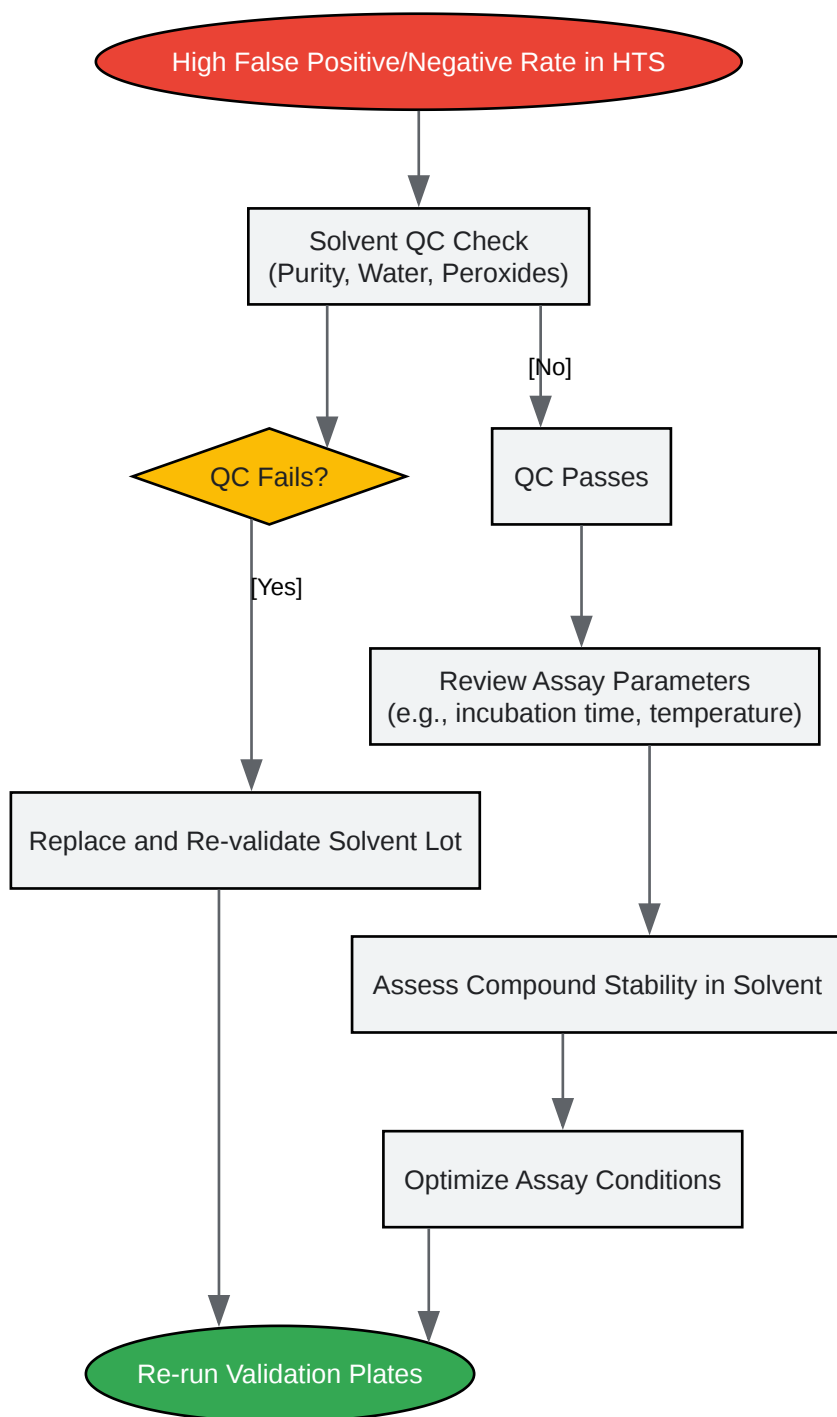 High False Positive/Negative Rate in HTS
Solvent QC Check
(Purity, Water, Peroxides)
[No]
QC Fails?
QC Passes
[Yes]
Review Assay Parameters
(e.g., incubation time, temperature)
Replace and Re-validate Solvent Lot
Assess Compound Stability in Solvent
Optimize Assay Conditions
Re-run Validation Plates